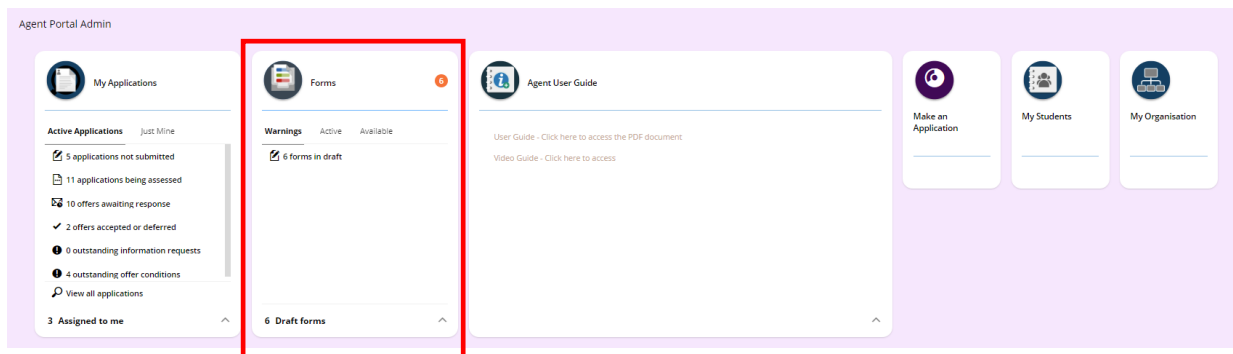 Agent Portal Admin
My Applications
Active Applications Just Mine
5 applications not submitted
11 applications being assessed
10 offers awaiting response
2 offers accepted or deferred
0 outstanding information requests
4 outstanding offer conditions
View all applications
3 Assigned to me
Forms 6
Warnings Active Available
6 forms in draft
6 Draft forms
Agent User Guide
User Guide - Click here to access the PDF document
Video Guide - Click here to access
Make an
Application
My Students
My Organisation